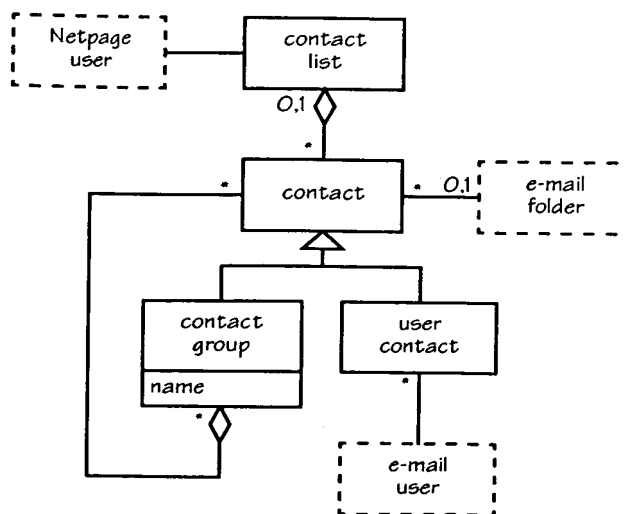 Netpage
user
contact
list
0,1
*
*
contact
*
0,1
e-mail
folder
contact
group
name
*
user
contact
*
e-mail
user